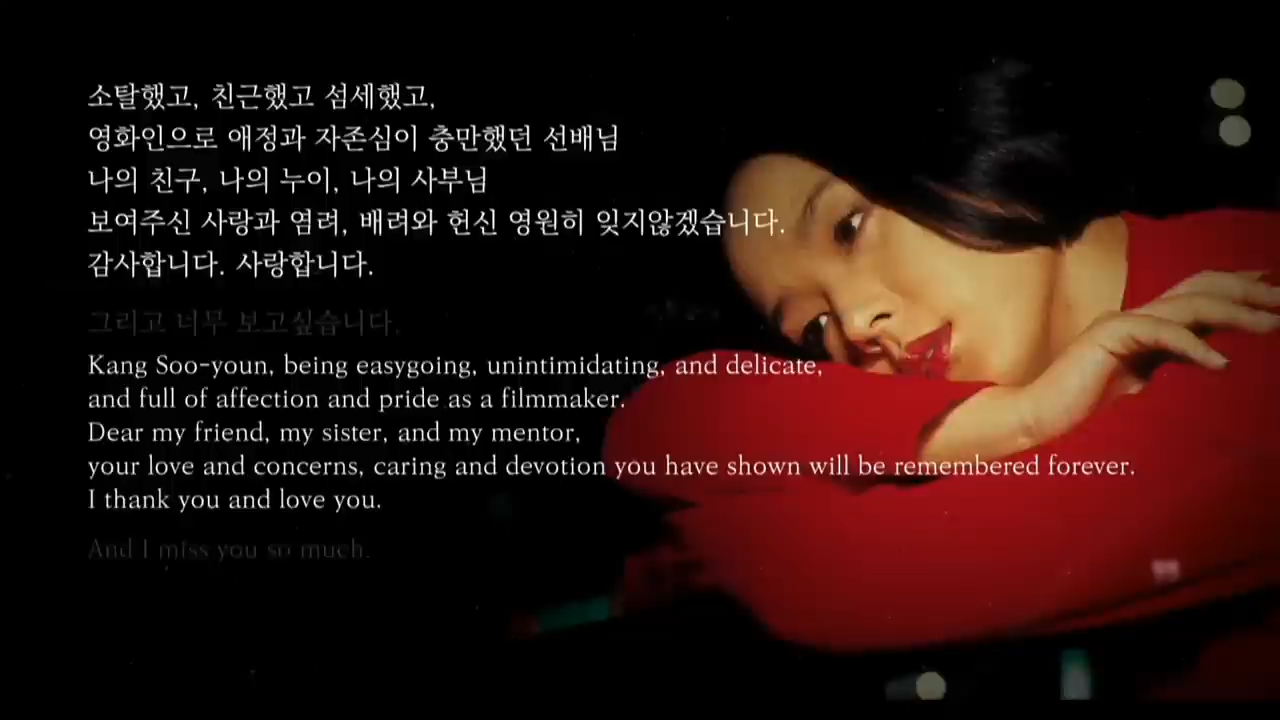 소탈했고, 친근했고 섬세했고,
영화인으로 애정과 자존심이 충만했던 선배님
나의 친구, 나의 누이, 나의 사부님
보여주신 사랑과 염려, 배려와 헌신 영원히 잊지않겠습니다.
감사합니다. 사랑합니다.
그리고 너무 보고싶습니다.
Kang Soo-youn, being easygoing, unintimidating, and delicate,
and full of affection and pride as a filmmaker.
Dear my friend, my sister, and my mentor,
your love and concerns, caring and devotion you have shown will be remembered forever.
I thank you and love you.
And I miss you so much.